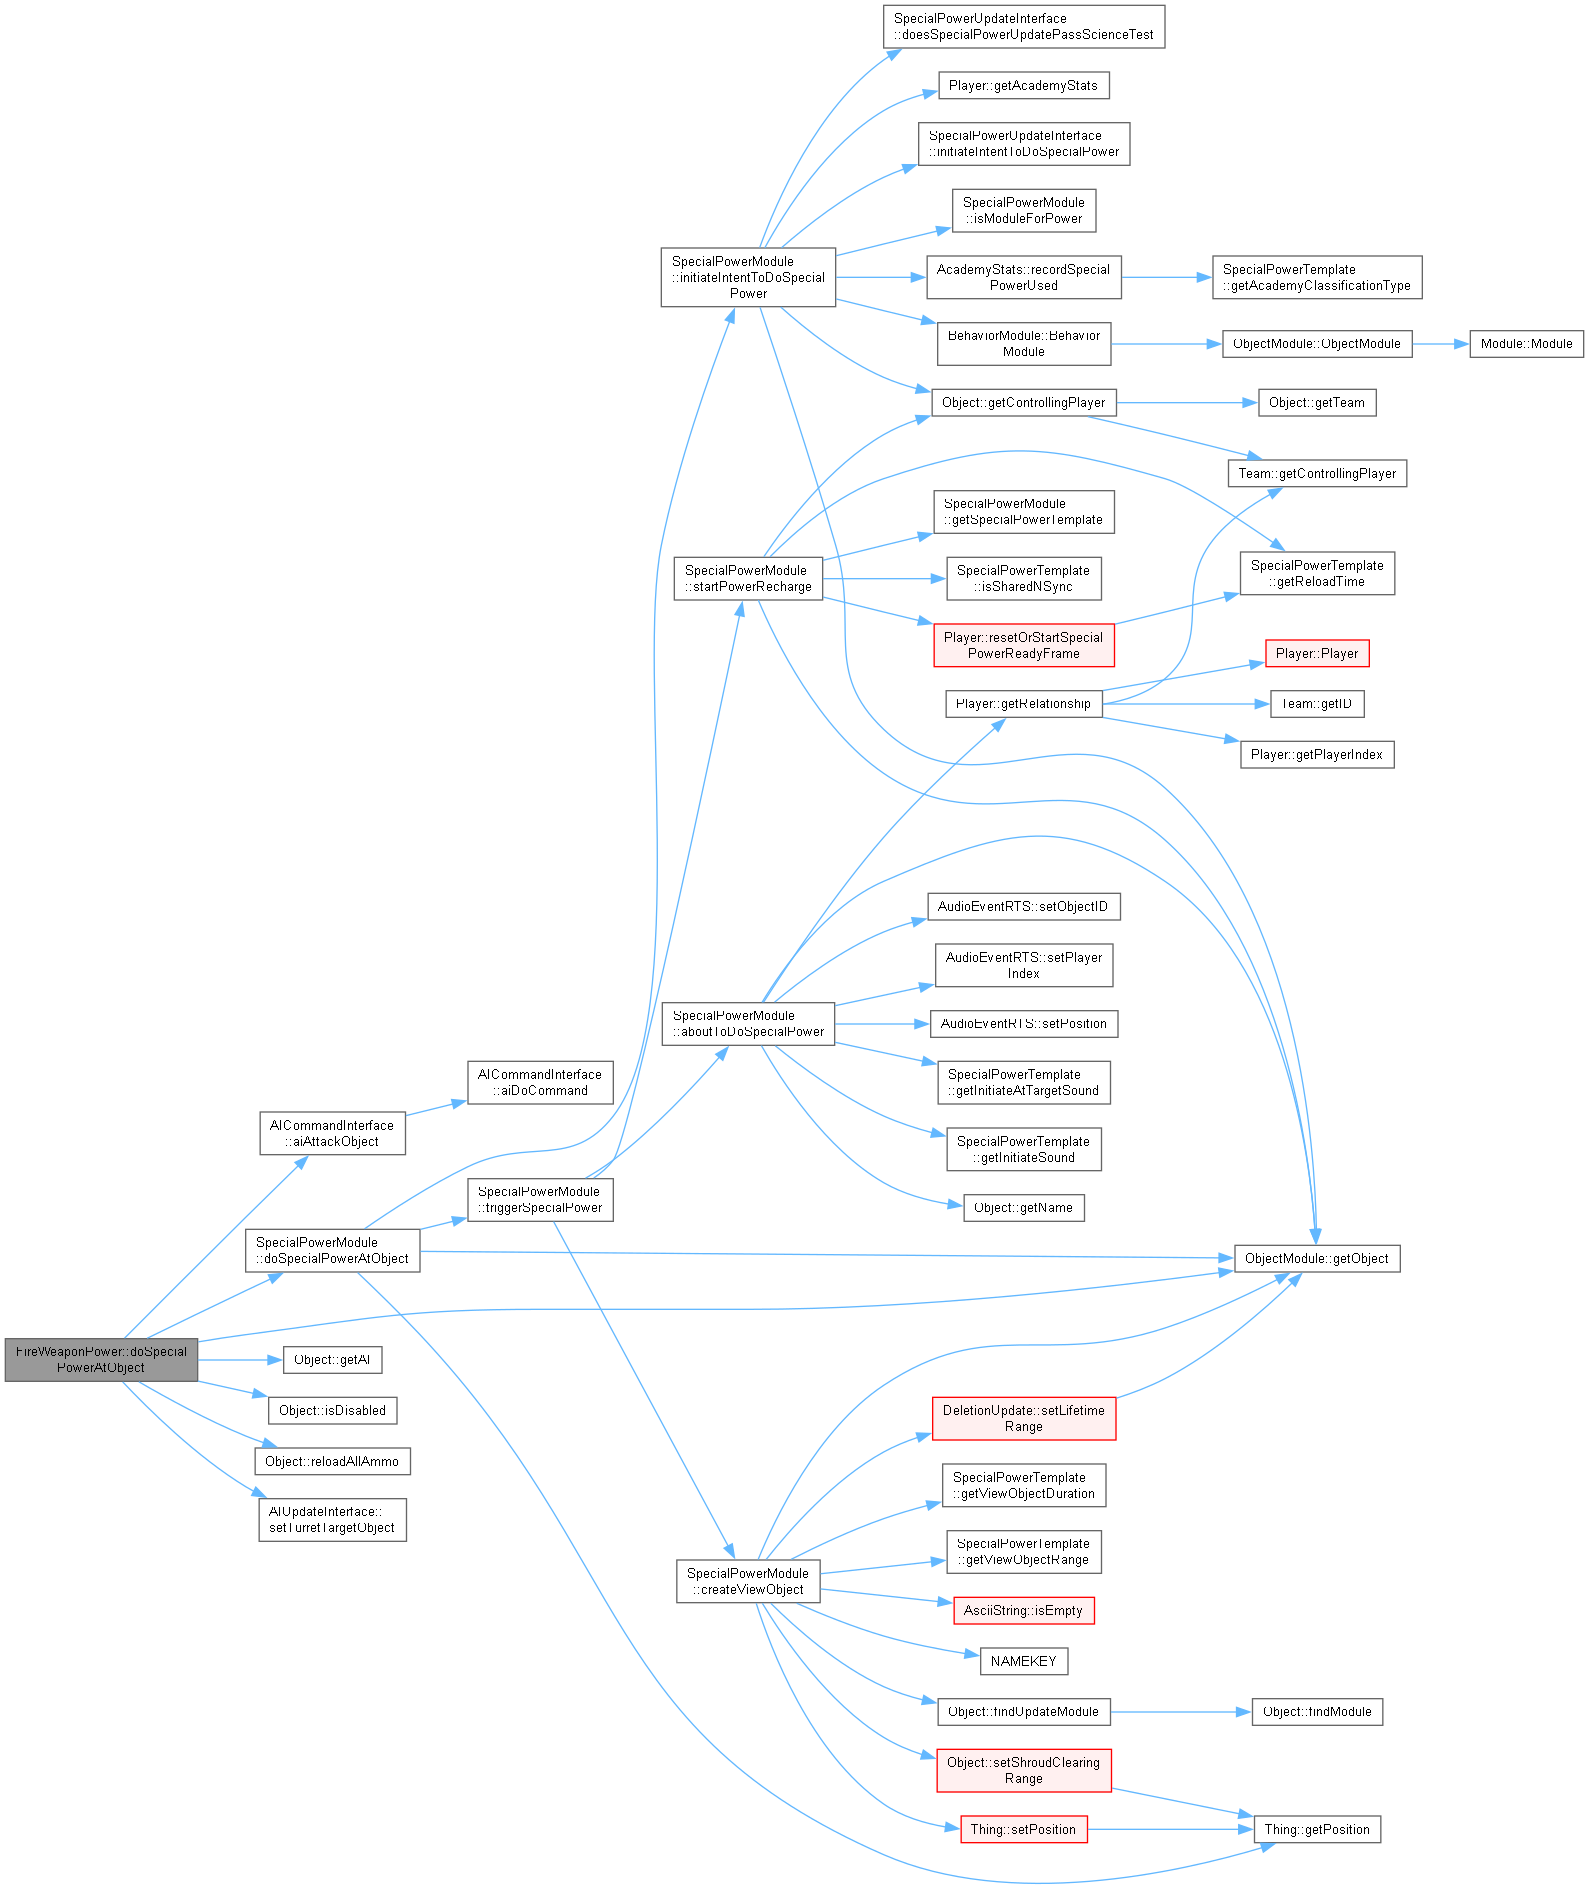 SpecialPowerUpdateInterface
::doesSpecialPowerUpdatePassScienceTest
Player::getAcademyStats
SpecialPowerUpdateInterface
::initiateIntentToDoSpecialPower
SpecialPowerModule
::isModuleForPower
SpecialPowerModule
::initiateIntentToDoSpecial
Power
AcademyStats::recordSpecial
PowerUsed
SpecialPowerTemplate
::getAcademyClassificationType
BehaviorModule::Behavior
Module
ObjectModule::ObjectModule
Module::Module
Object::getControllingPlayer
Object::getTeam
Team::getControllingPlayer
SpecialPowerModule
::getSpecialPowerTemplate
SpecialPowerModule
::startPowerRecharge
SpecialPowerTemplate
::isSharedNSync
SpecialPowerTemplate
::getReloadTime
Player::resetOrStartSpecial
PowerReadyFrame
Player::Player
Player::getRelationship
Team::getID
Player::getPlayerIndex
AudioEventRTS::setObjectID
AudioEventRTS::setPlayer
Index
SpecialPowerModule
::aboutToDoSpecialPower
AudioEventRTS::setPosition
AICommandInterface
::aiDoCommand
SpecialPowerTemplate
::getInitiateAtTargetSound
AICommandInterface
::aiAttackObject
SpecialPowerTemplate
::getInitiateSound
SpecialPowerModule
::triggerSpecialPower
Object::getName
SpecialPowerModule
::doSpecialPowerAtObject
ObjectModule::getObject
FireWeaponPower::doSpecial
PowerAtObject
Object::getAI
Object::isDisabled
DeletionUpdate::setLifetime
Range
Object::reloadAllAmmo
SpecialPowerTemplate
::getViewObjectDuration
AIUpdateInterface::
setTurretTargetObject
SpecialPowerTemplate
::getViewObjectRange
SpecialPowerModule
::createViewObject
AsciiString::isEmpty
NAMEKEY
Object::findUpdateModule
Object::findModule
Object::setShroudClearing
Range
Thing::setPosition
Thing::getPosition